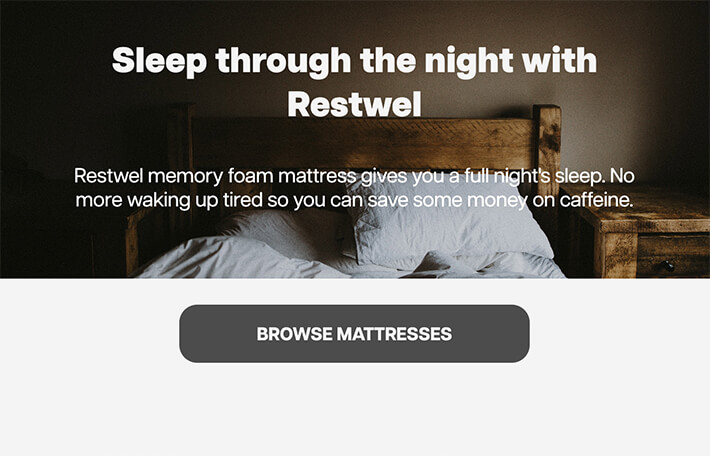 Sleep through the night with
Restwel
Restwel memory foam mattress gives you a full night's sleep. No
more waking up tired so you can save some money on caffeine.
BROWSE MATTRESSES